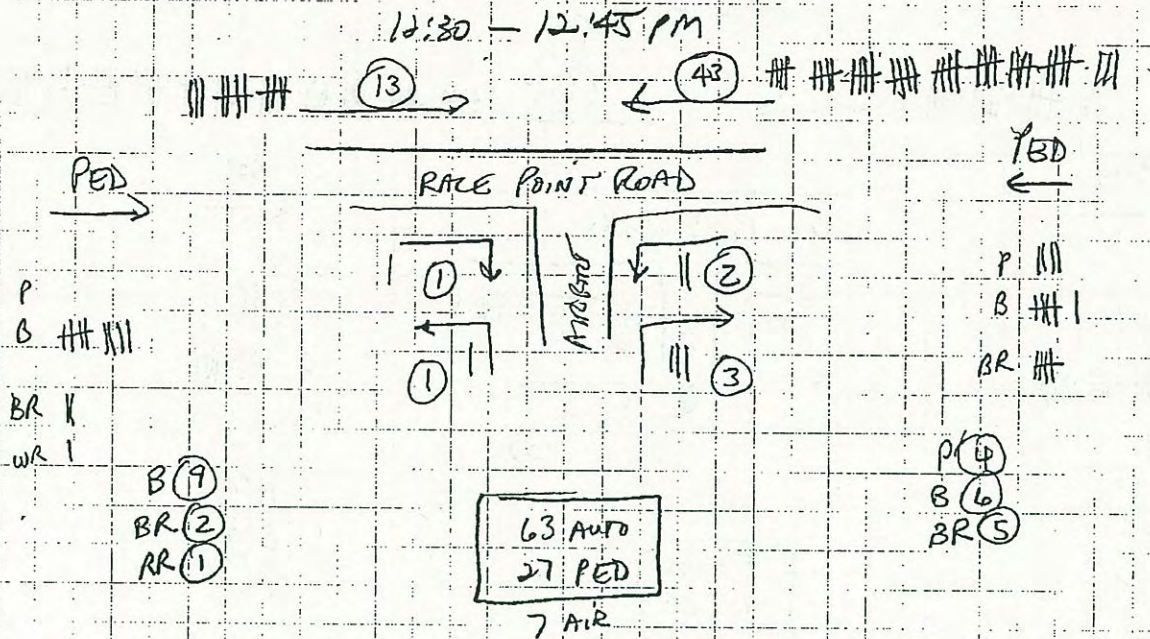 12:30 — 12:45 PM
13
43
PED
PED
RACE POINT ROAD
AIRPORT
1
2
1
3
P
B
BR
WR
P
B
BR
B 9
BR 2
RR 1
P 4
B 6
BR 5
63 AUTO
27 PED
7 AIR